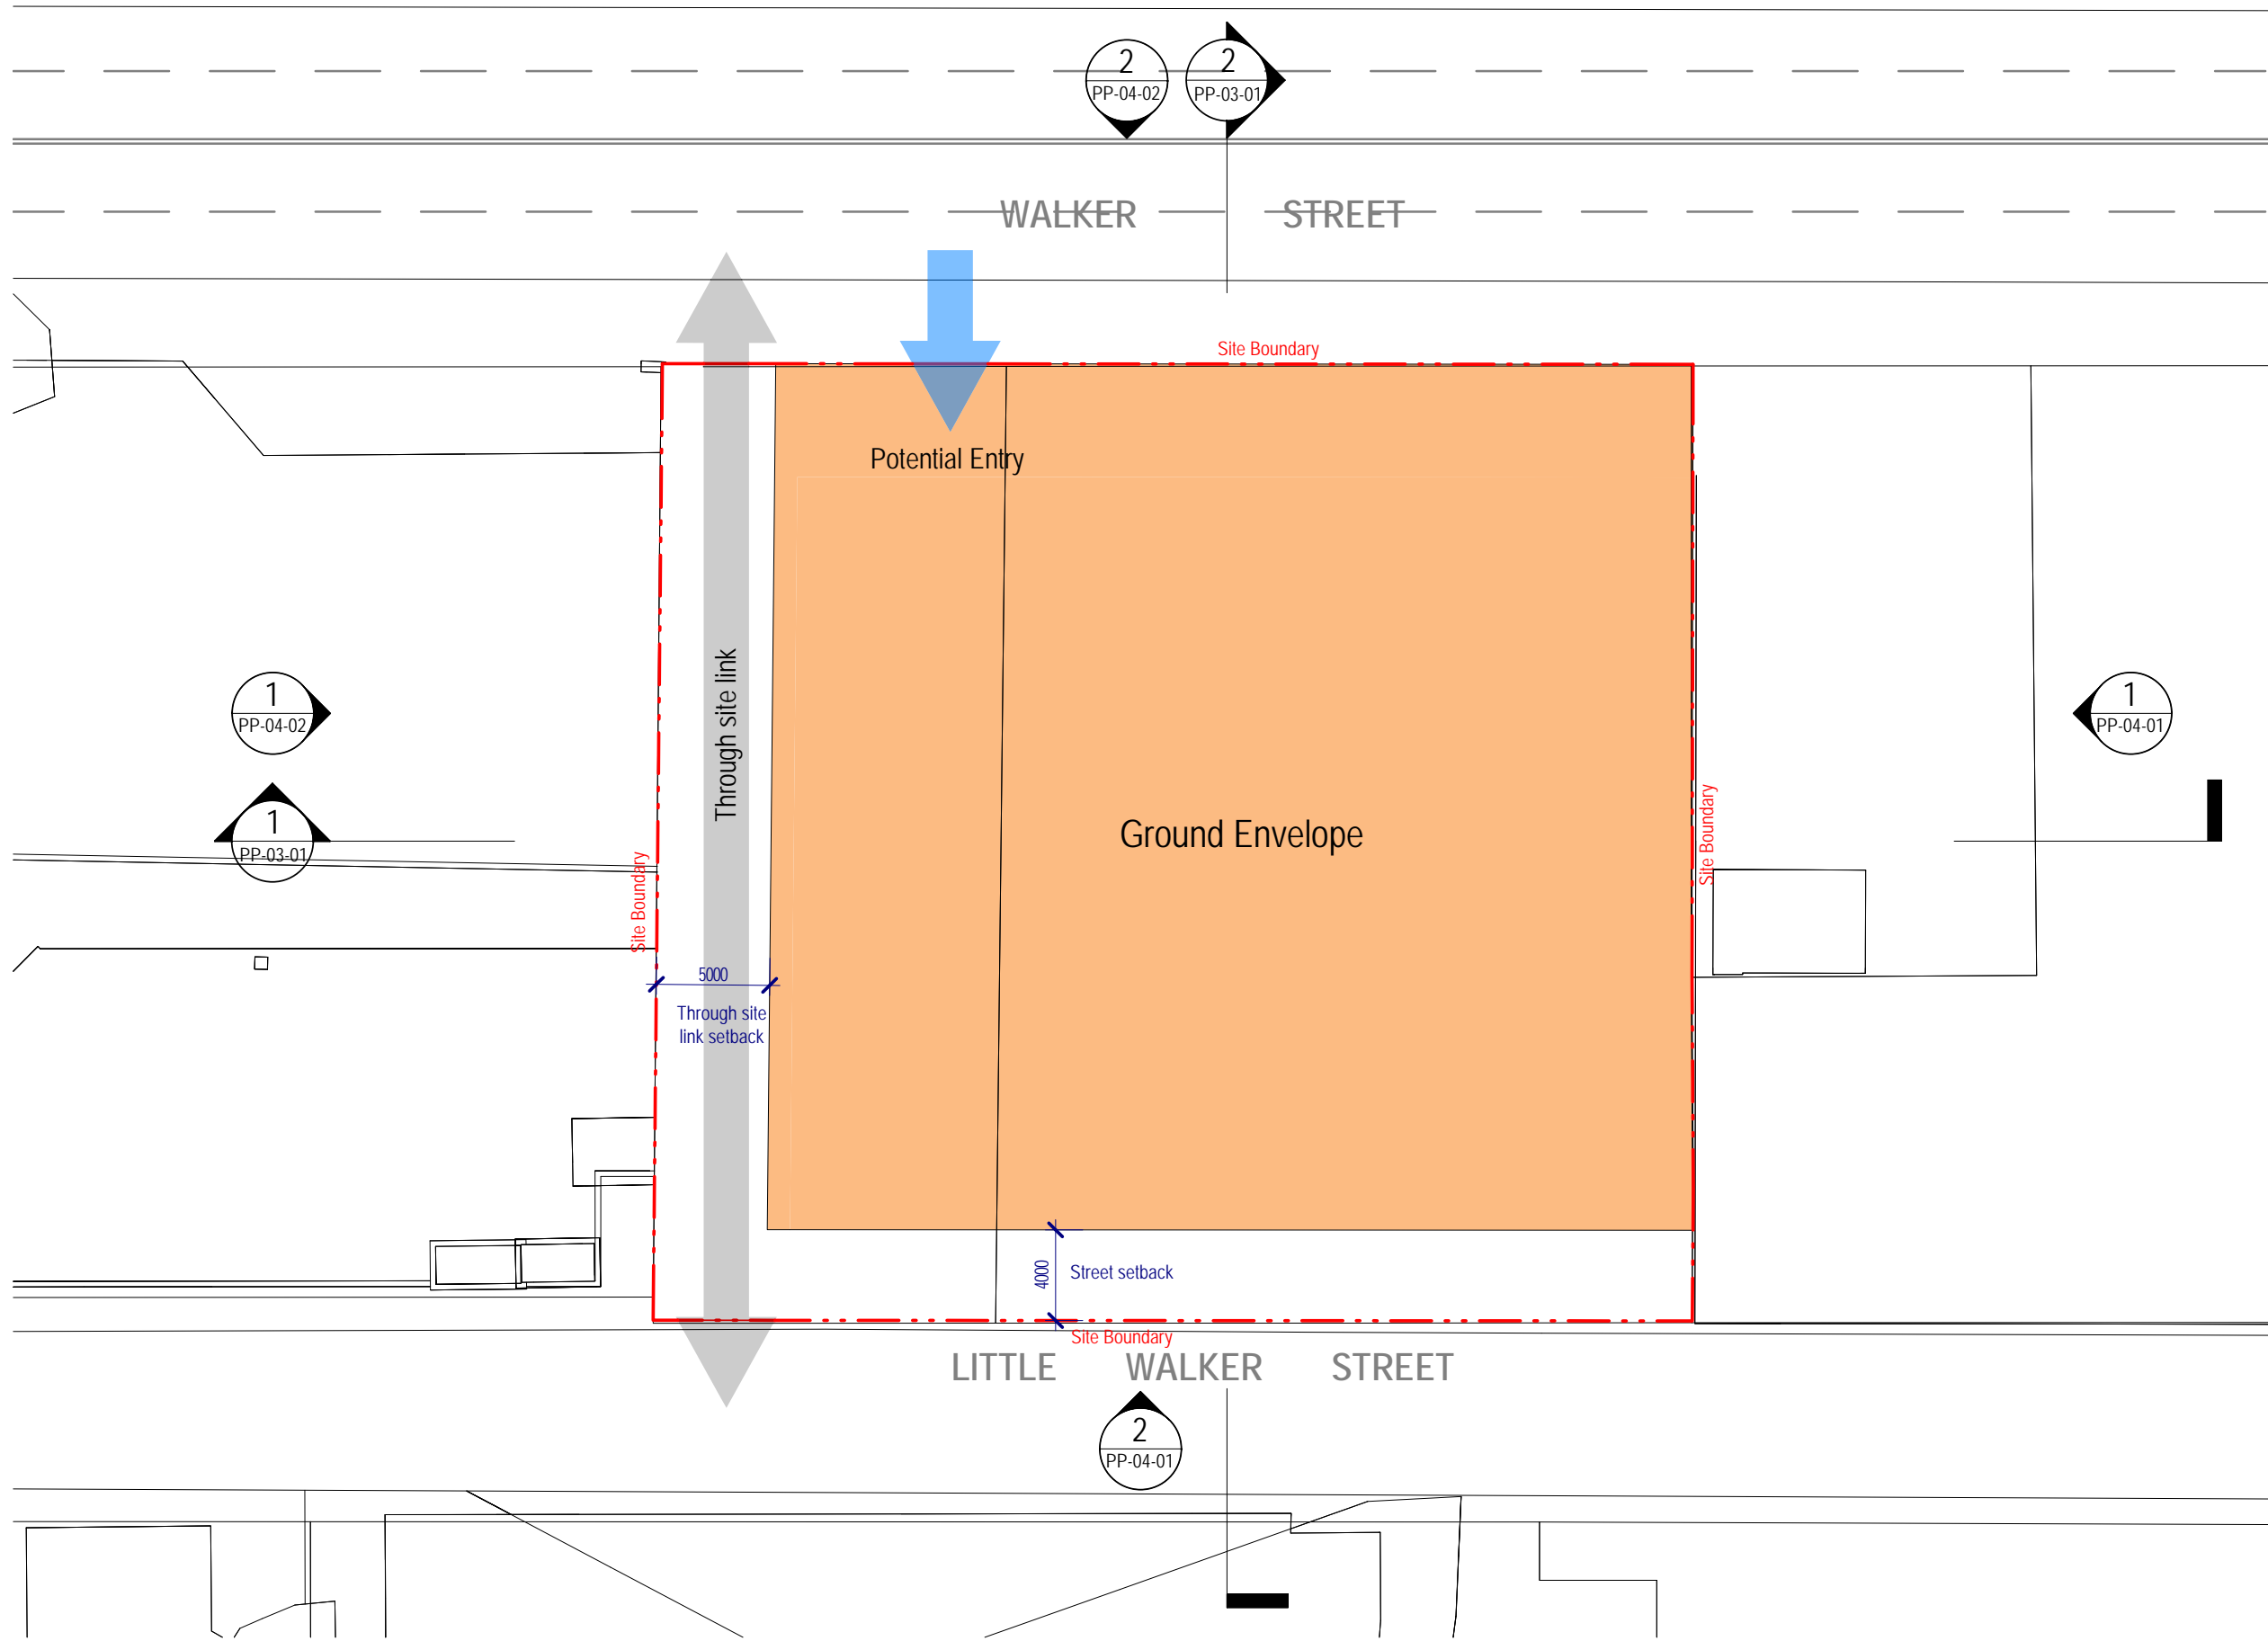 2
PP-04-02
2
PP-03-01
WALKER STREET
Site Boundary
Potential Entry
Through site link
1
PP-04-02
1
PP-04-01
Ground Envelope
1
PP-03-01
Site Boundary
Site Boundary
5000
Through site
link setback
4000
Street setback
Site Boundary
LITTLE WALKER STREET
2
PP-04-01